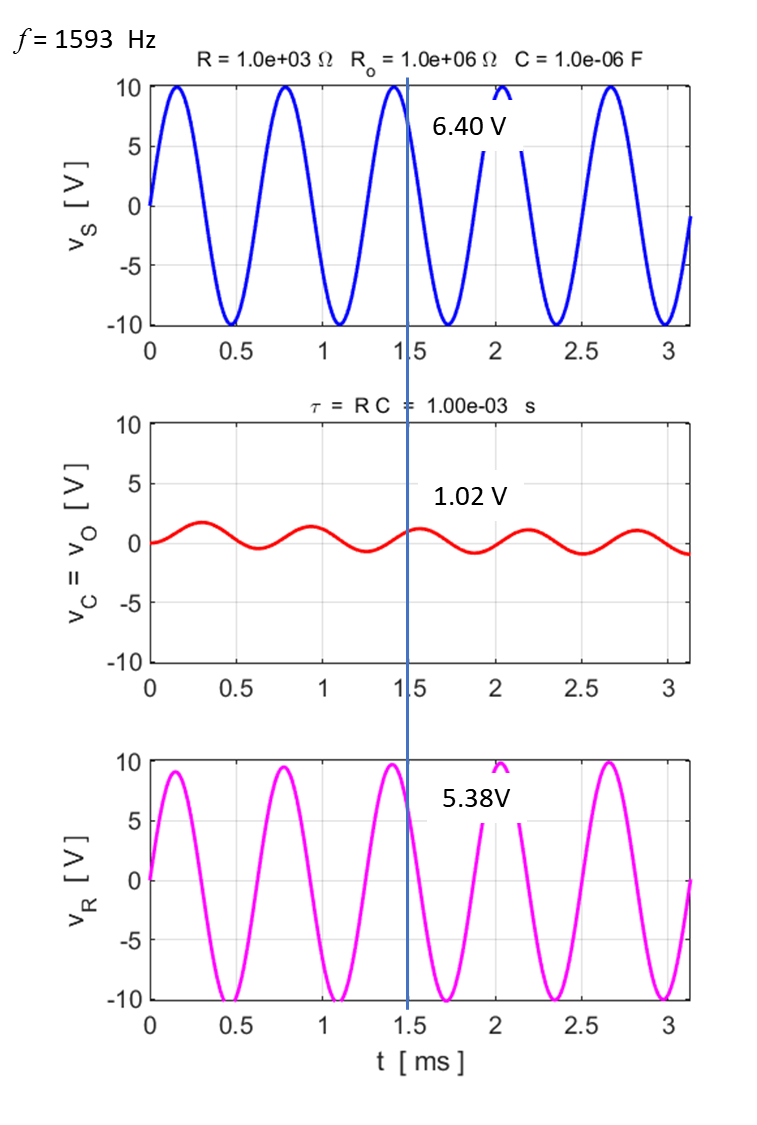 f = 1593 Hz
R = 1.0e+03 Ω R_o = 1.0e+06 Ω C = 1.0e-06 F
10
5
0
-5
-10
v_S [ V ]
6.40 V
0 0.5 1 1.5 2 2.5 3
τ = R C = 1.00e-03 s
10
5
0
-5
-10
v_C = v_O [ V ]
1.02 V
0 0.5 1 1.5 2 2.5 3
10
5
0
-5
-10
v_R [ V ]
5.38V
0 0.5 1 1.5 2 2.5 3
t [ ms ]